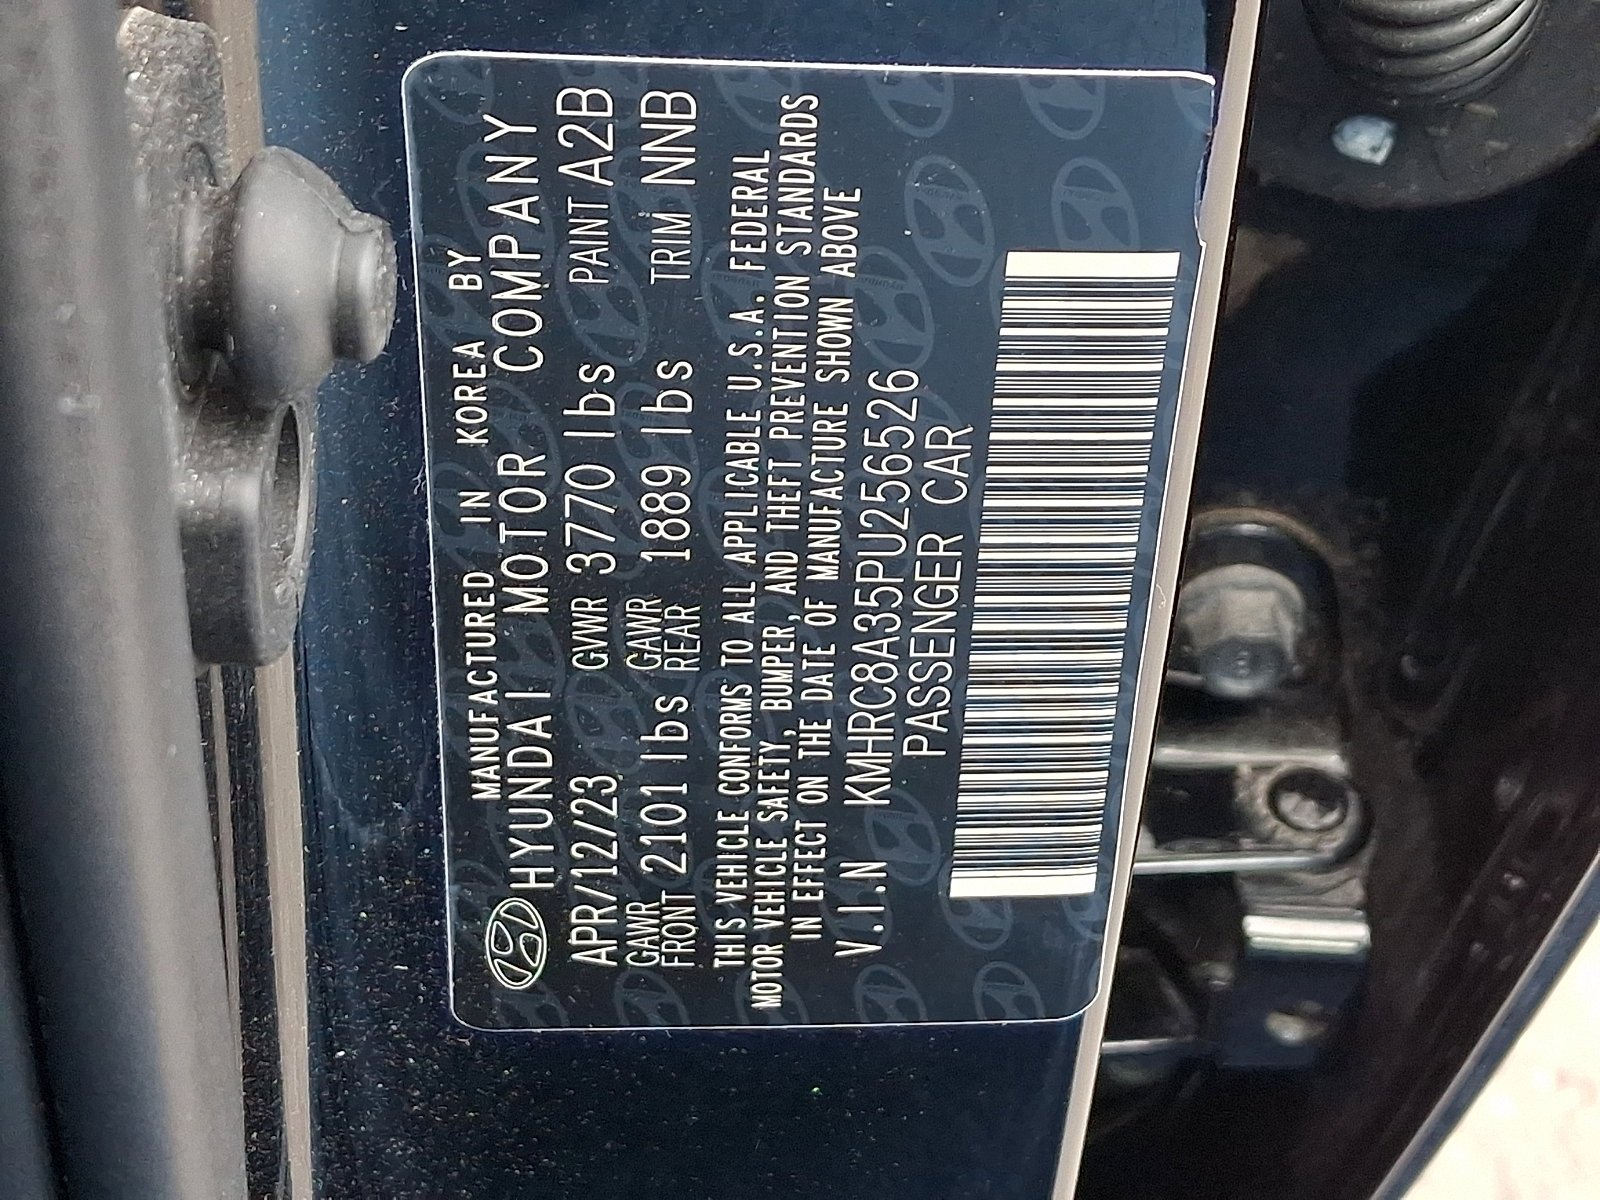 MANUFACTURED IN KOREA BY
HYUNDAI MOTOR COMPANY
APR/12/23 GVWR 3770 lbs PAINT A2B
GAWR FRONT 2101 lbs GAWR REAR 1889 lbs TRIM NNB
THIS VEHICLE CONFORMS TO ALL APPLICABLE U.S.A. FEDERAL
MOTOR VEHICLE SAFETY, BUMPER, AND THEFT PREVENTION STANDARDS
IN EFFECT ON THE DATE OF MANUFACTURE SHOWN ABOVE
V.I.N KMHRC8A35PU256526
PASSENGER CAR